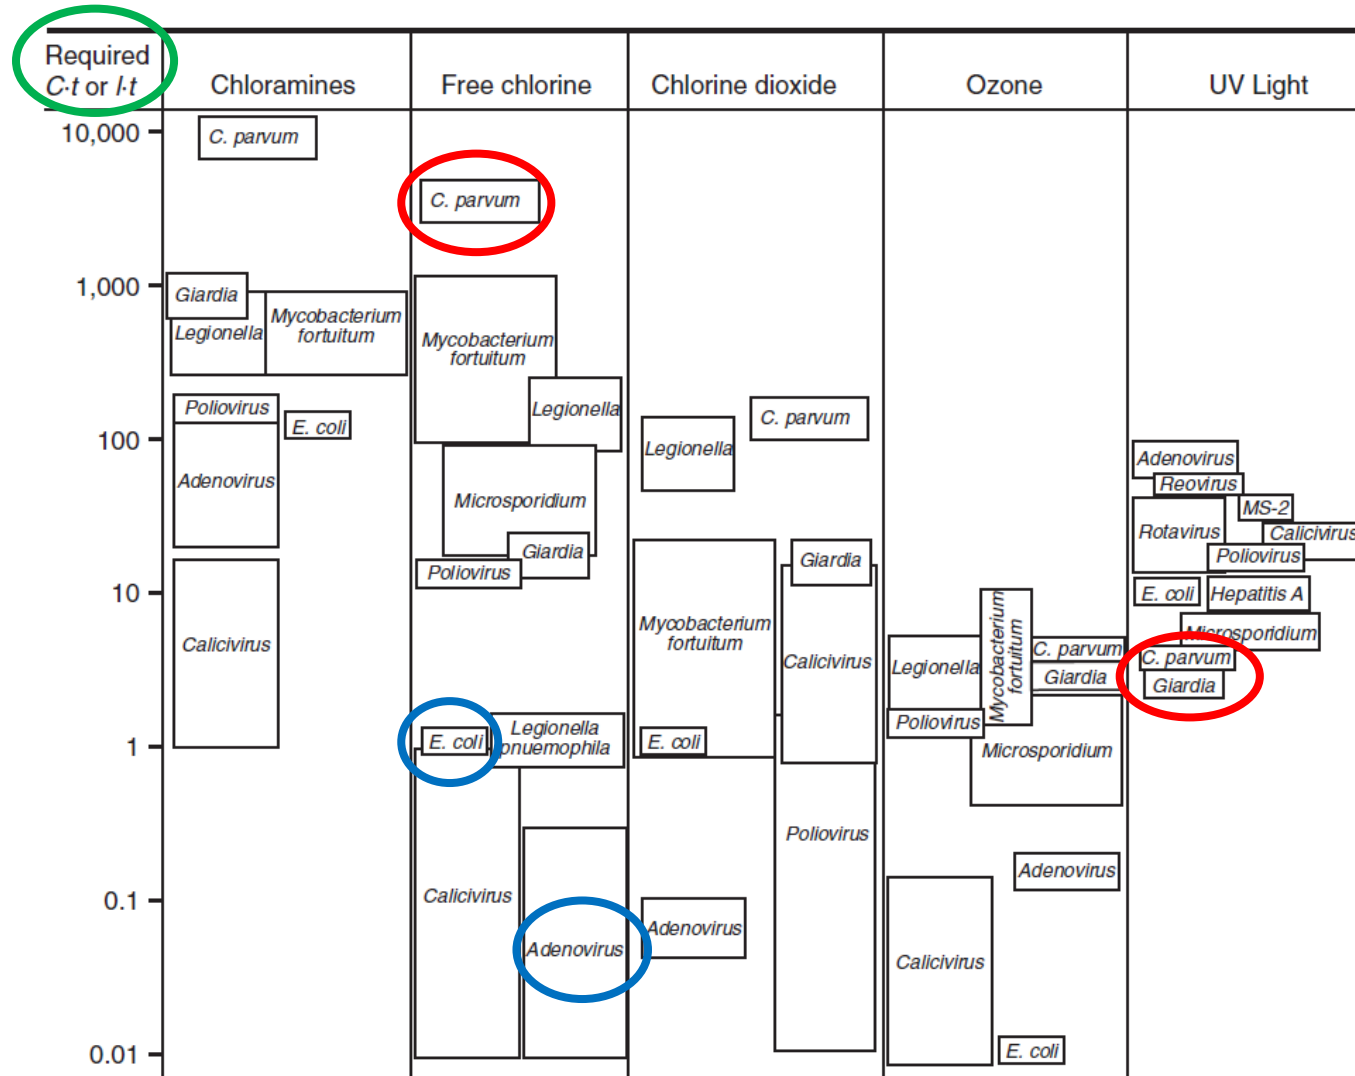 Required
C·t or I·t
Chloramines
Free chlorine
Chlorine dioxide
Ozone
UV Light
10,000
1,000
100
10
1
0.1
0.01
C. parvum
Giardia
Legionella
Mycobacterium
fortuitum
Poliovirus
E. coli
Adenovirus
Calicivirus
C. parvum
Mycobacterium
fortuitum
Legionella
Microsporidium
Giardia
Poliovirus
E. coli
Legionella
pnuemophila
Calicivirus
Adenovirus
C. parvum
Legionella
Giardia
Mycobacterium
fortuitum
Calicivirus
E. coli
Poliovirus
Adenovirus
Mycobacterium
fortuitum
C. parvum
Legionella
Giardia
Poliovirus
Microsporidium
Adenovirus
Calicivirus
E. coli
Adenovirus
Reovirus
MS-2
Rotavirus
Calicivirus
Poliovirus
E. coli
Hepatitis A
Microsporidium
C. parvum
Giardia